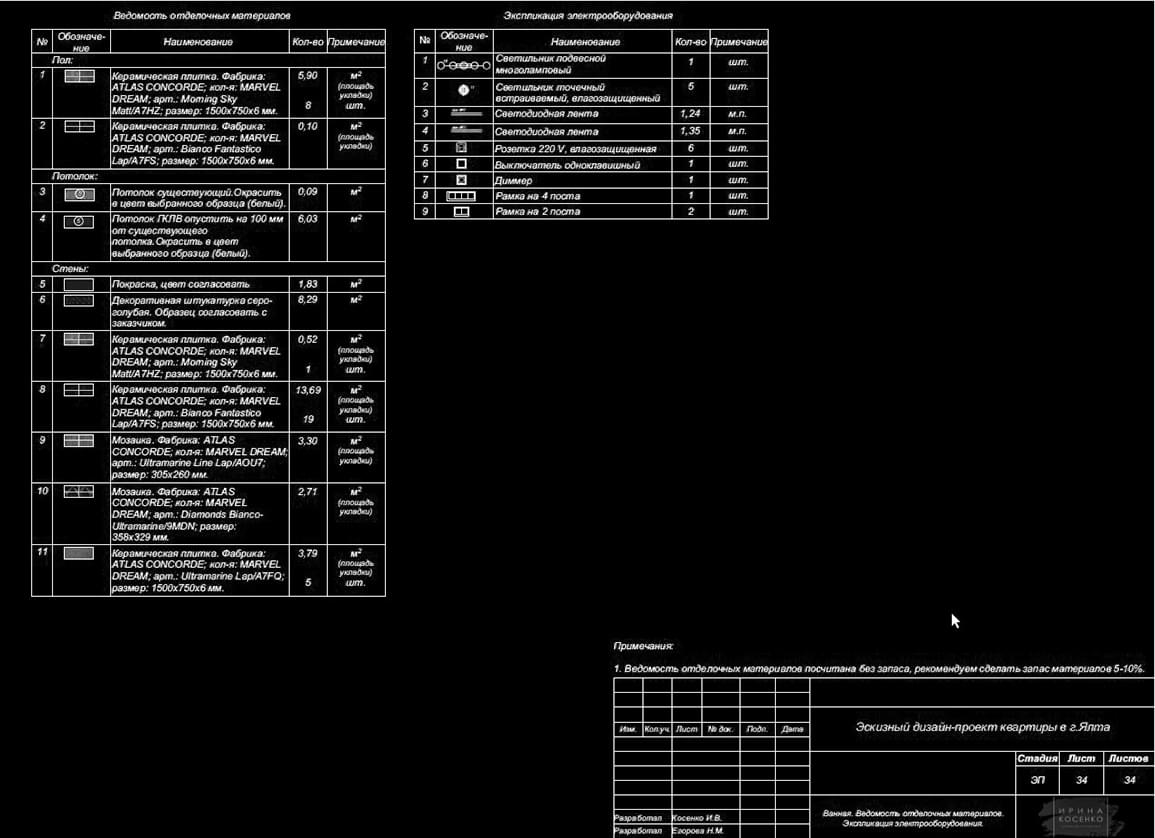 Ведомость отделочных материалов
№ Обозначе-ние Наименование Кол-во Примечание
Пол:
1 Керамическая плитка. Фабрика: 5,90 м²
ATLAS CONCORDE; кол-я: MARVEL (площадь
DREAM; арт.: Morning Sky 8 укладки)
Matt/A7HZ; размер: 1500x750x6 мм. шт.
2 Керамическая плитка. Фабрика: 0,10 м²
ATLAS CONCORDE; кол-я: MARVEL (площадь
DREAM; арт.: Bianco Fantastico укладки)
Lap/A7FS; размер: 1500x750x6 мм.
Потолок:
3 Потолок существующий.Окрасить 0,09 м²
в цвет выбранного образца (белый).
4 Потолок ГКЛВ опустить на 100 мм 6,03 м²
от существующего
потолка.Окрасить в цвет
выбранного образца (белый).
Стены:
5 Покраска, цвет согласовать 1,83 м²
6 Декоративная штукатурка серо- 8,29 м²
голубая. Образец согласовать с
заказчиком.
7 Керамическая плитка. Фабрика: 0,52 м²
ATLAS CONCORDE; кол-я: MARVEL (площадь
DREAM; арт.: Morning Sky укладки)
Matt/A7HZ; размер: 1500x750x6 мм. 1 шт.
8 Керамическая плитка. Фабрика: 13,69 м²
ATLAS CONCORDE; кол-я: MARVEL (площадь
DREAM; арт.: Bianco Fantastico укладки)
Lap/A7FS; размер: 1500x750x6 мм. 19 шт.
9 Мозаика. Фабрика: ATLAS 3,30 м²
CONCORDE; кол-я: MARVEL DREAM; (площадь
арт.: Ultramarine Line Lap/AOU7; укладки)
размер: 305x260 мм.
10 Мозаика. Фабрика: ATLAS 2,71 м²
CONCORDE; кол-я: MARVEL (площадь
DREAM; арт.: Diamonds Bianco- укладки)
Ultramarine/9MDN; размер:
358x329 мм.
11 Керамическая плитка. Фабрика: 3,79 м²
ATLAS CONCORDE; кол-я: MARVEL (площадь
DREAM; арт.: Ultramarine Lap/A7FQ; укладки)
размер: 1500x750x6 мм. 5 шт.
Экспликация электрооборудования
№ Обозначе-ние Наименование Кол-во Примечание
1 Светильник подвесной 1 шт.
многоламповый
2 Светильник точечный 5 шт.
встраиваемый, влагозащищенный
3 Светодиодная лента 1,24 м.п.
4 Светодиодная лента 1,35 м.п.
5 Розетка 220 V, влагозащищенная 6 шт.
6 Выключатель одноклавишный 1 шт.
7 Диммер 1 шт.
8 Рамка на 4 поста 1 шт.
9 Рамка на 2 поста 2 шт.
Примечания:
1. Ведомость отделочных материалов посчитана без запаса, рекомендуем сделать запас материалов 5-10%.
Изм. Кол.уч. Лист № док. Подп. Дата
Эскизный дизайн-проект квартиры в г.Ялта
Стадия Лист Листов
ЭП 34 34
Разработал Косенко И.В.
Разработал Егорова Н.М.
Ванная. Ведомость отделочных материалов.
Экспликация электрооборудования.
ИРИНА
КОСЕНКО